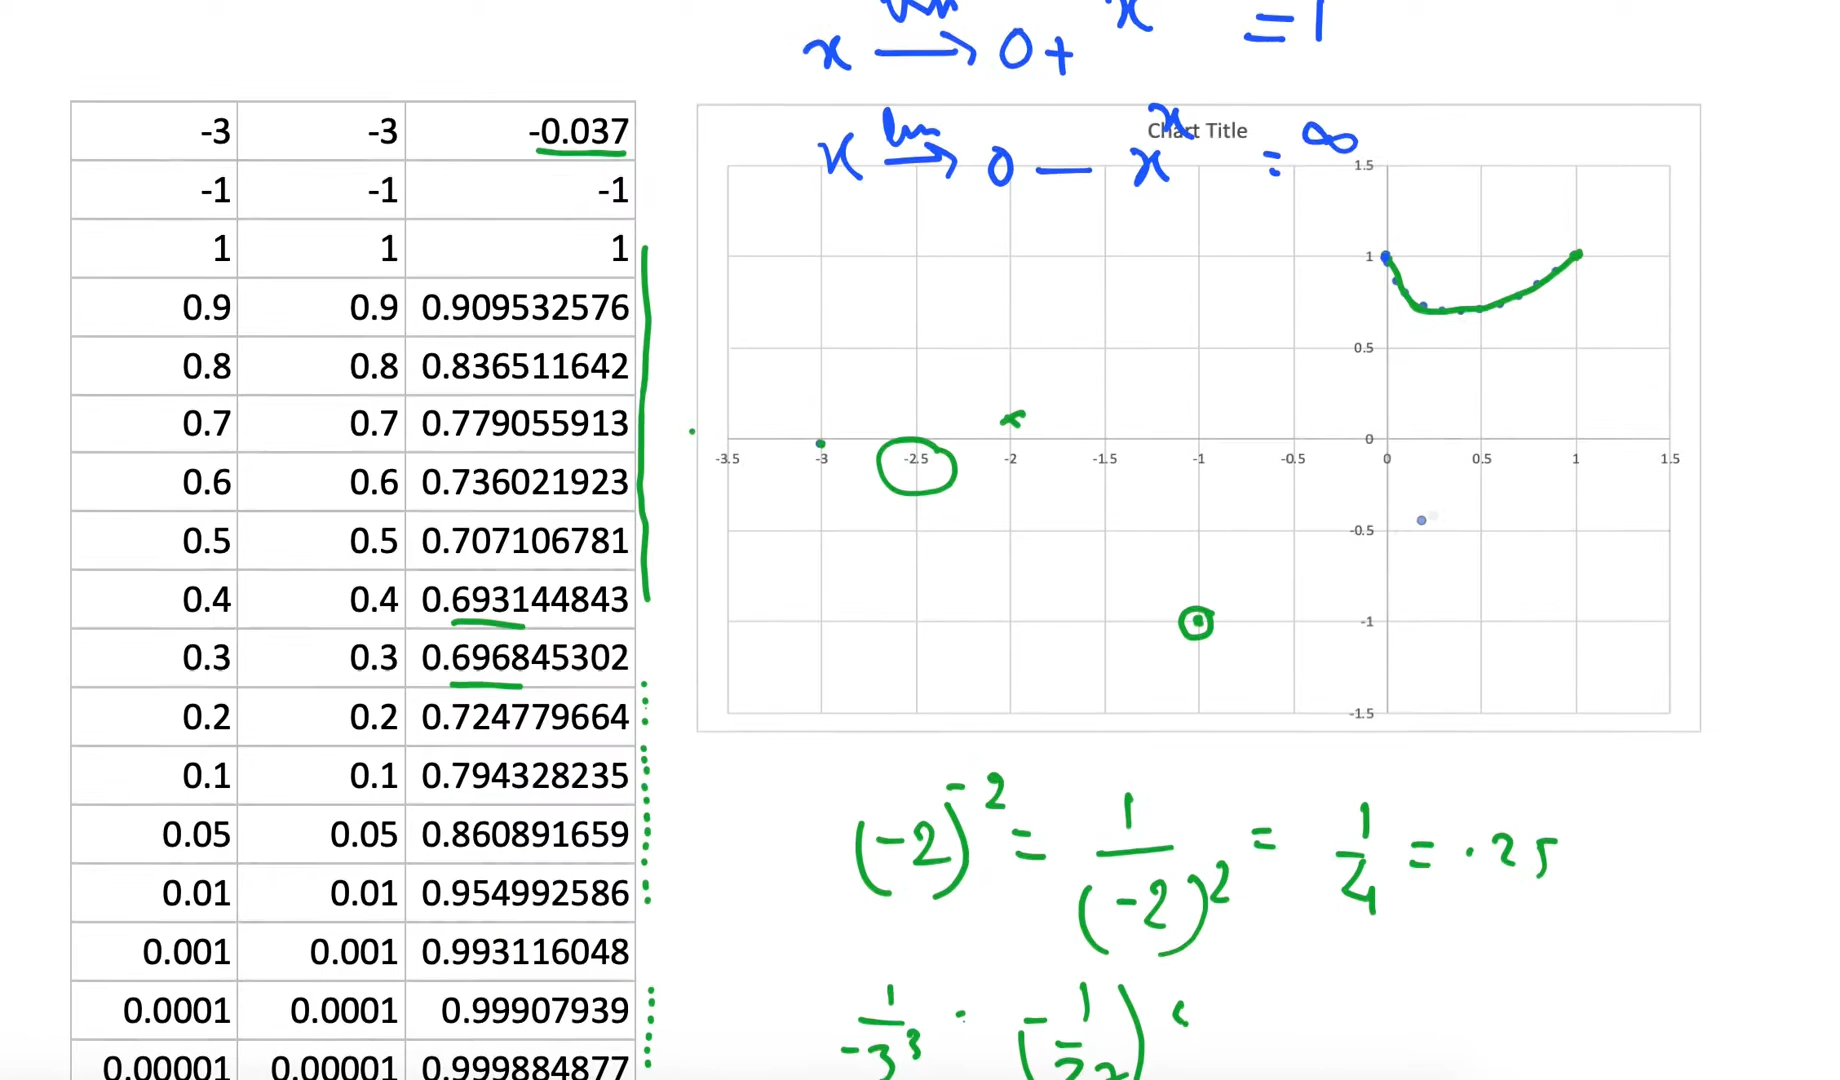 lim x = 1
x → 0+
Chart Title
lim x
x → 0 — x = ∞
-3 -3 -0.037
-1 -1 -1
1 1 1
0.9 0.9 0.909532576
0.8 0.8 0.836511642
0.7 0.7 0.779055913
0.6 0.6 0.736021923
0.5 0.5 0.707106781
0.4 0.4 0.693144843
0.3 0.3 0.696845302
0.2 0.2 0.724779664
0.1 0.1 0.794328235
0.05 0.05 0.860891659
0.01 0.01 0.954992586
0.001 0.001 0.993116048
0.0001 0.0001 0.99907939
0.00001 0.00001 0.999884877
1.5
1
0.5
0
-3.5 -3 -2.5 -2 -1.5 -1 -0.5 0 0.5 1 1.5
-0.5
-1
-1.5
(-2)^-2 = 1/(-2)^2 = 1/4 = .25
1/-3^3